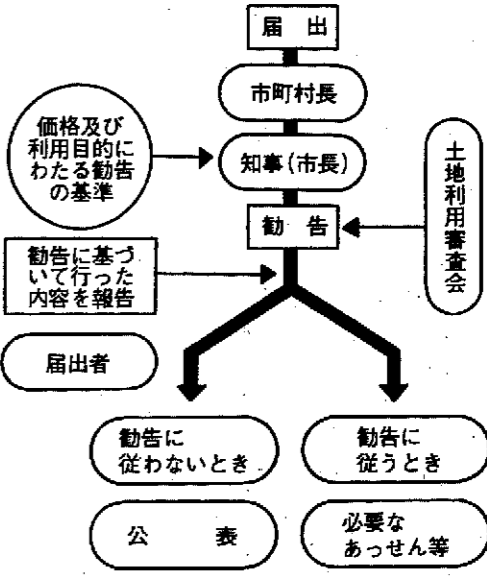 届　出
市町村長
価格及び
利用目的に
わたる勧告
の基準
知事(市長)
土地利用審査会
勧　告
勧告に基づ
いて行った
内容を報告
届出者
勧告に
従わないとき
勧告に
従うとき
公　表
必要な
あっせん等